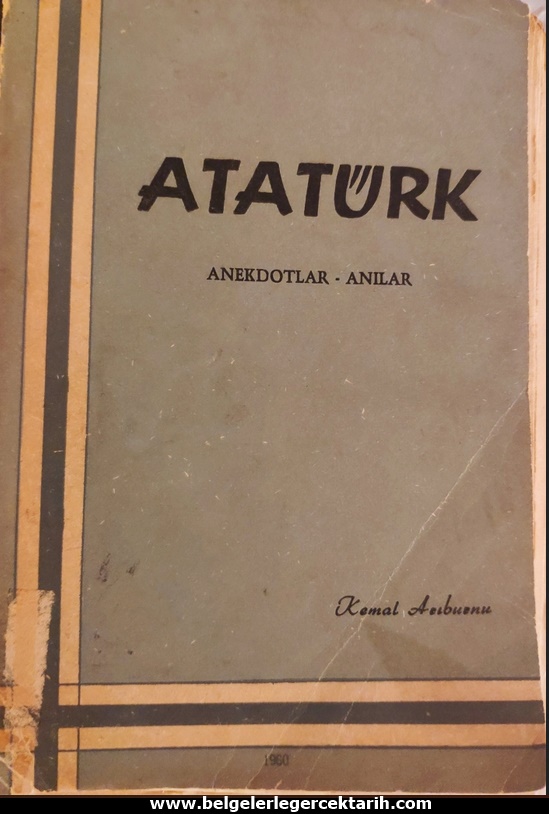 ATATÜRK
ANEKDOTLAR - ANILAR
Kemal Arıburnu
1960
www.belgelerlegercektarih.com